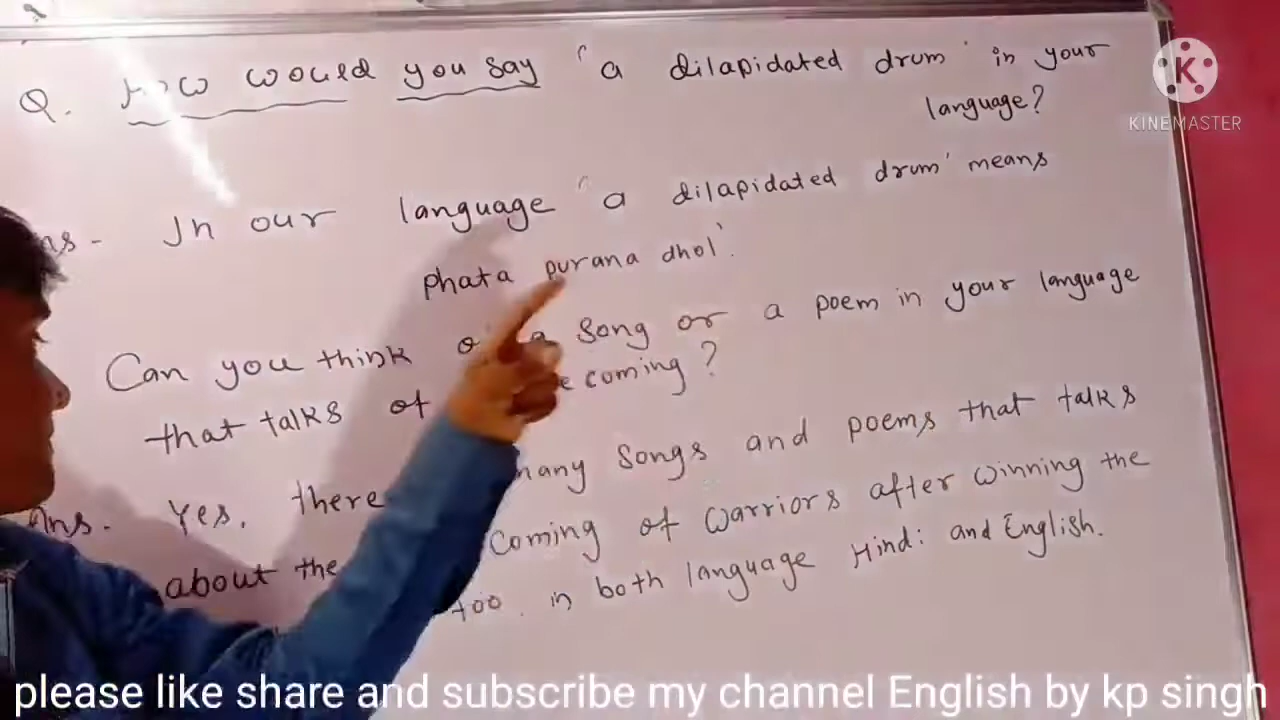 Q. How would you say 'a dilapidated drum' in your
language?
K
KINEMASTER
ns - In our language 'a dilapidated drum' means
phata purana dhol'.
Can you think a song or a poem in your language
that talks of coming?
Ans. Yes, there many songs and poems that talks
about the coming of warriors after winning the
too. in both language Hindi and English.
please like share and subscribe my channel English by kp singh